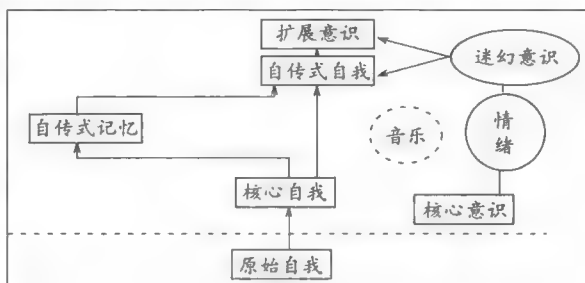 扩展意识
自传式自我
迷幻意识
自传式记忆
音乐
情
绪
核心自我
核心意识
原始自我